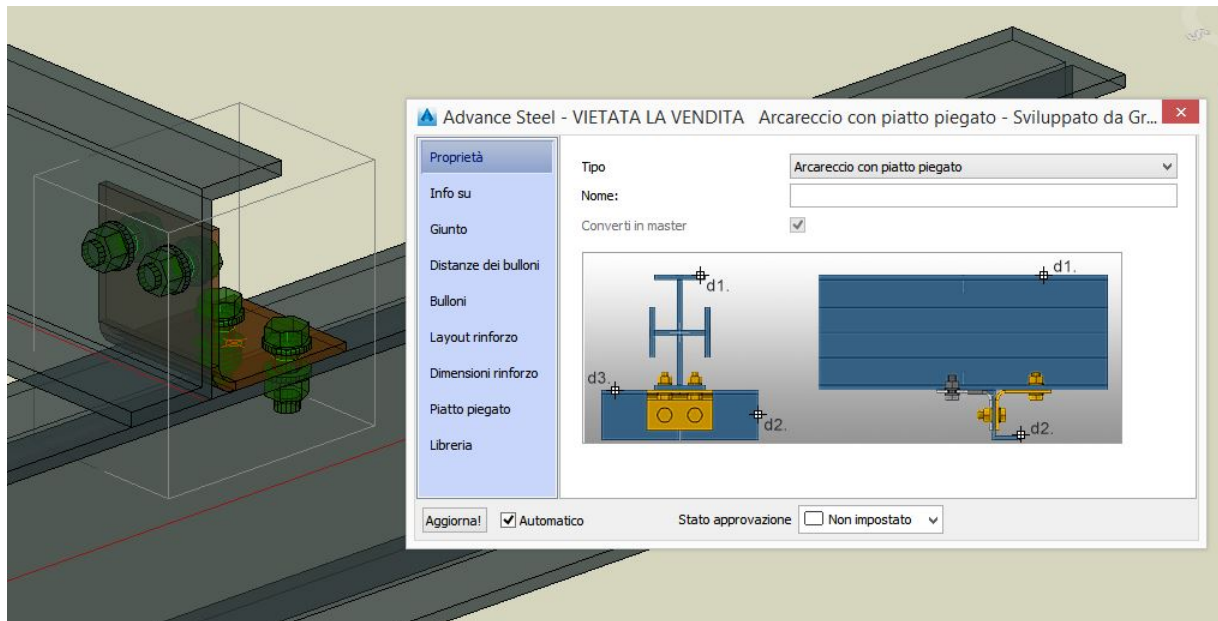 Advance Steel - VIETATA LA VENDITA Arcareccio con piatto piegato - Sviluppato da Gr...
Proprietà
Info su
Giunto
Distanze dei bulloni
Bulloni
Layout rinforzo
Dimensioni rinforzo
Piatto piegato
Libreria
Tipo
Arcareccio con piatto piegato
Nome:
Converti in master
d1.
d3.
d2.
d1.
d2.
Aggiorna!
Automatico
Stato approvazione
Non impostato